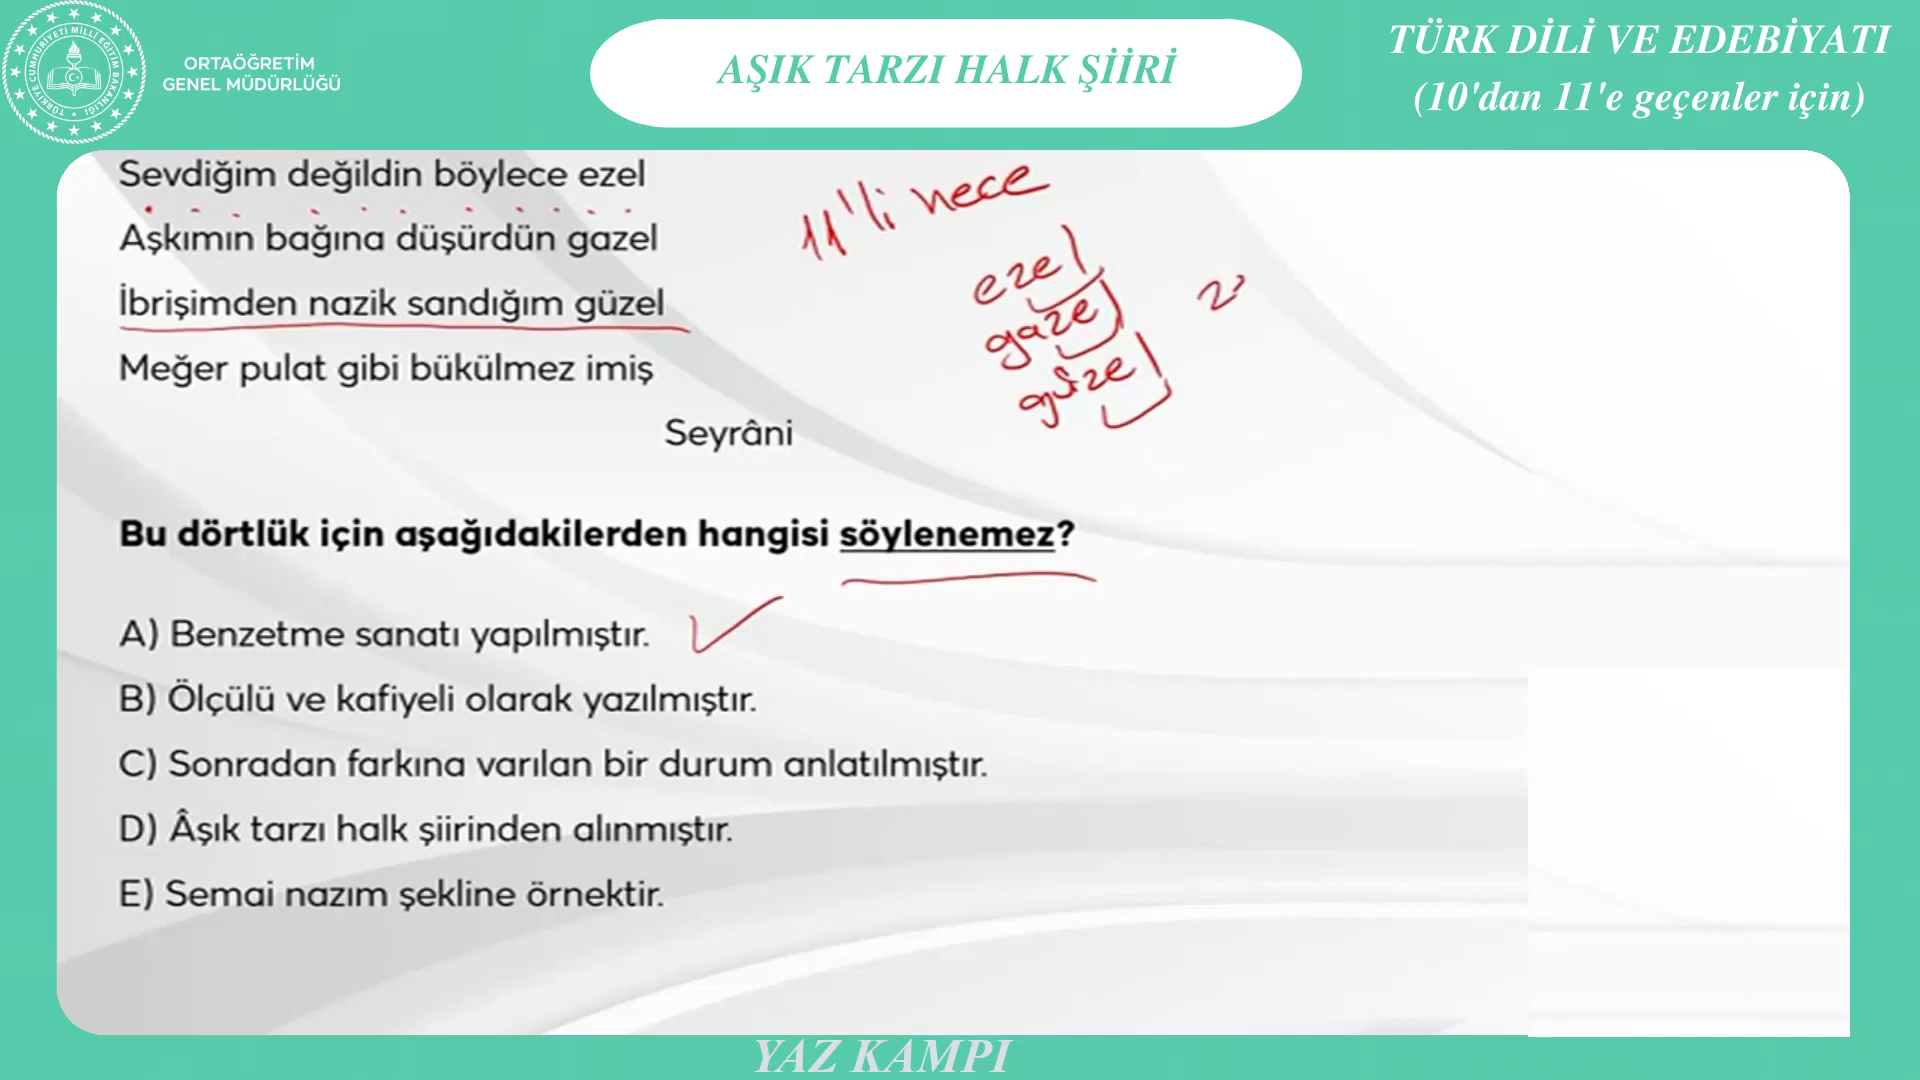 ORTAÖĞRETİM
GENEL MÜDÜRLÜĞÜ
AŞIK TARZI HALK ŞİİRİ
TÜRK DİLİ VE EDEBİYATI
(10'dan 11'e geçenler için)
Sevdiğim değildin böylece ezel
Aşkımın bağına düşürdün gazel
İbrişimden nazik sandığım güzel
Meğer pulat gibi bükülmez imiş
Seyrâni
11'li hece
ezel
gazel
güzel
Bu dörtlük için aşağıdakilerden hangisi söylenemez?
A) Benzetme sanatı yapılmıştır.
B) Ölçülü ve kafiyeli olarak yazılmıştır.
C) Sonradan farkına varılan bir durum anlatılmıştır.
D) Âşık tarzı halk şiirinden alınmıştır.
E) Semai nazım şekline örnektir.
YAZ KAMPI